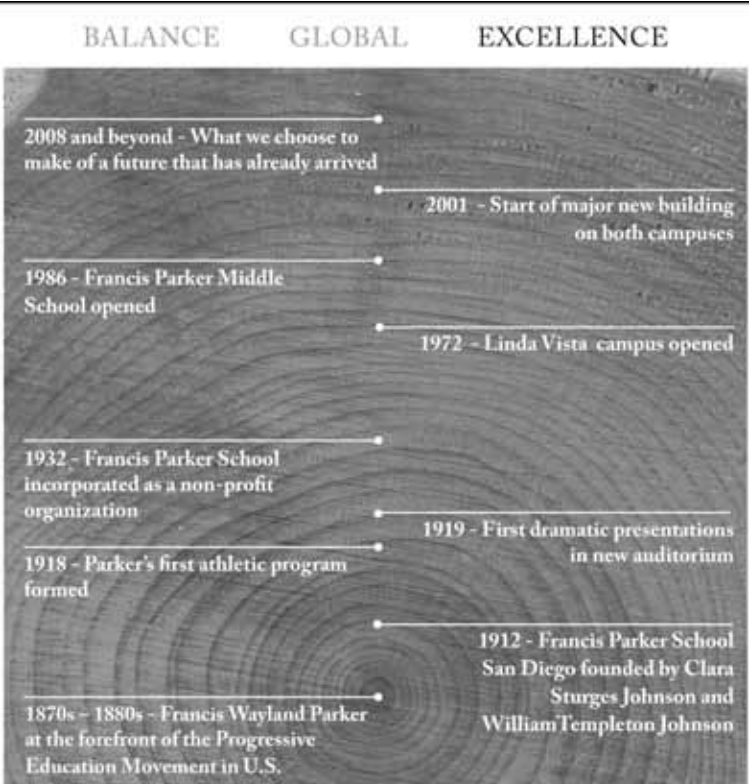 BALANCE GLOBAL EXCELLENCE
2008 and beyond - What we choose to
make of a future that has already arrived
2001 - Start of major new building
on both campuses
1986 - Francis Parker Middle
School opened
1972 - Linda Vista campus opened
1932 - Francis Parker School
incorporated as a non-profit
organization
1919 - First dramatic presentations
in new auditorium
1918 - Parker's first athletic program
formed
1912 - Francis Parker School
San Diego founded by Clara
Sturges Johnson and
William Templeton Johnson
1870s – 1880s - Francis Wayland Parker
at the forefront of the Progressive
Education Movement in U.S.